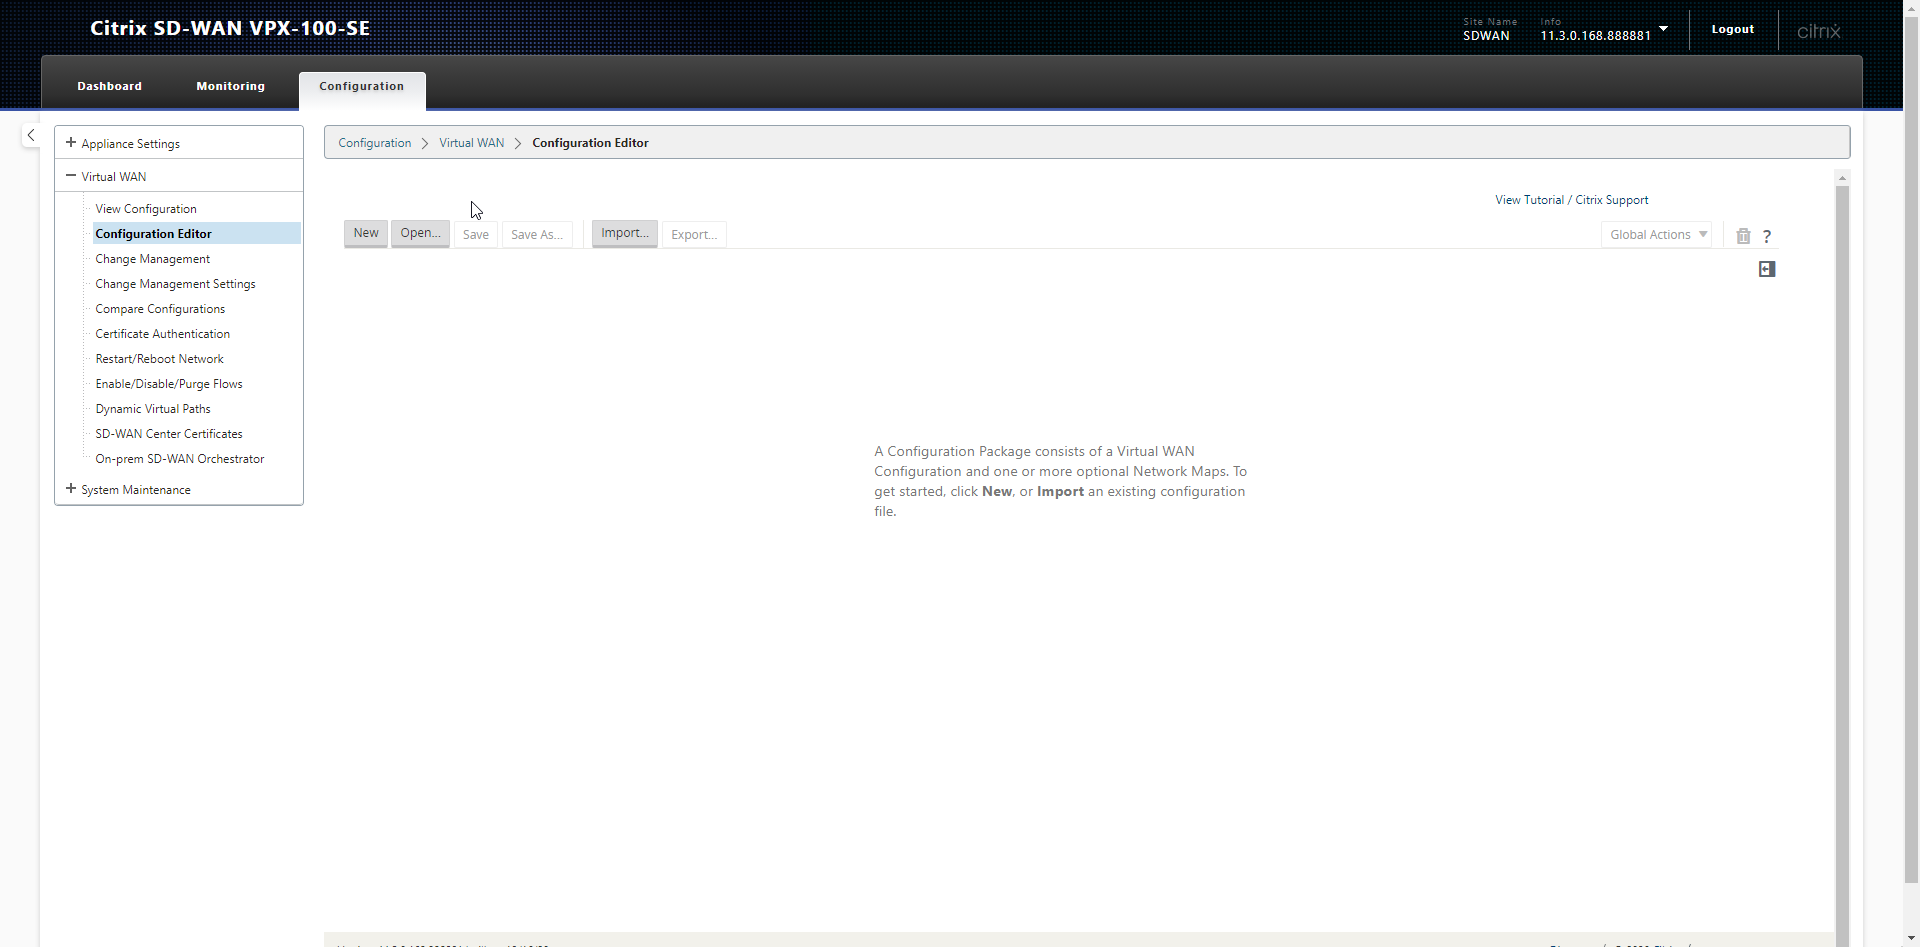 Citrix SD-WAN VPX-100-SE
Site Name
SDWAN
Info
11.3.0.168.888881
Logout
citrix
Dashboard
Monitoring
Configuration
Appliance Settings
Virtual WAN
View Configuration
Configuration Editor
Change Management
Change Management Settings
Compare Configurations
Certificate Authentication
Restart/Reboot Network
Enable/Disable/Purge Flows
Dynamic Virtual Paths
SD-WAN Center Certificates
On-prem SD-WAN Orchestrator
System Maintenance
Configuration > Virtual WAN > Configuration Editor
View Tutorial / Citrix Support
New Open... Save Save As... Import... Export... Global Actions ?
A Configuration Package consists of a Virtual WAN
Configuration and one or more optional Network Maps. To
get started, click New, or Import an existing configuration
file.